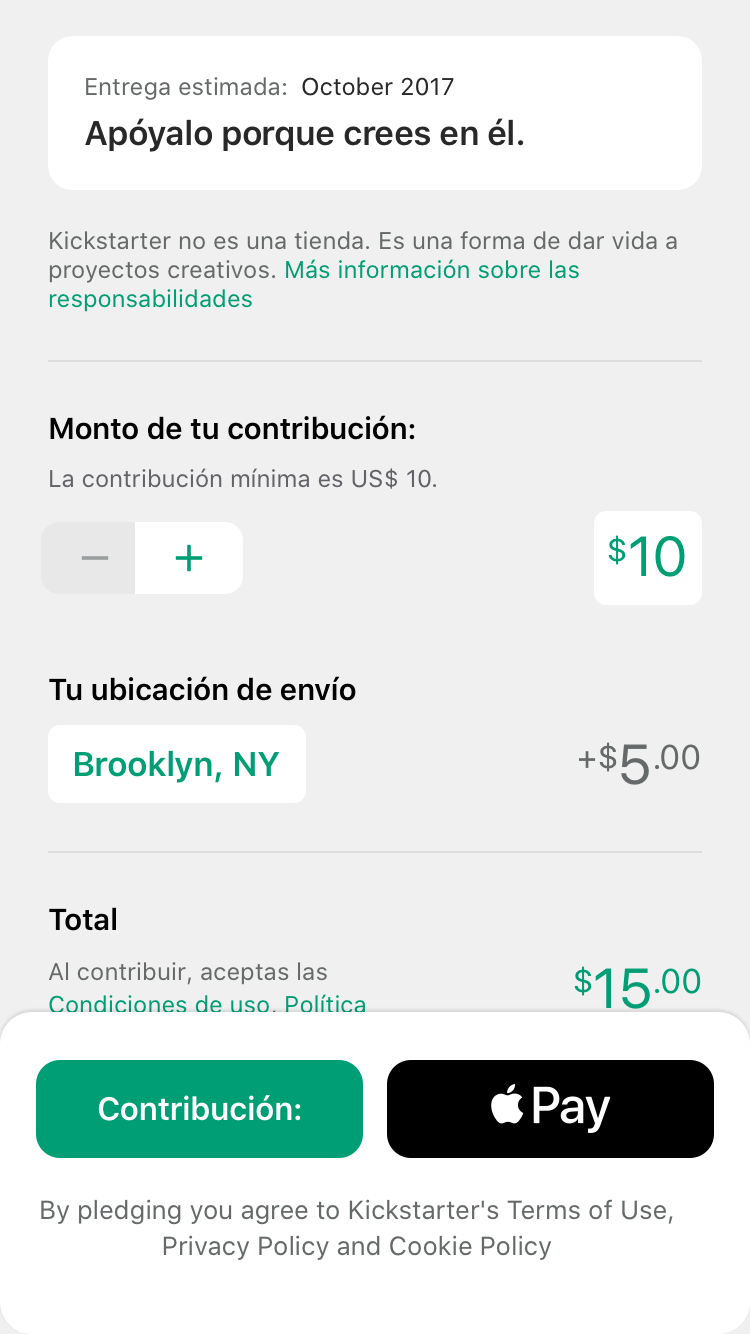 Entrega estimada: October 2017
Apóyalo porque crees en él.
Kickstarter no es una tienda. Es una forma de dar vida a
proyectos creativos. Más información sobre las
responsabilidades
Monto de tu contribución:
La contribución mínima es US$ 10.
− +
$10
Tu ubicación de envío
Brooklyn, NY
+$5.00
Total
Al contribuir, aceptas las
Condiciones de uso, Política
$15.00
Contribución:
Pay
By pledging you agree to Kickstarter's Terms of Use,
Privacy Policy and Cookie Policy